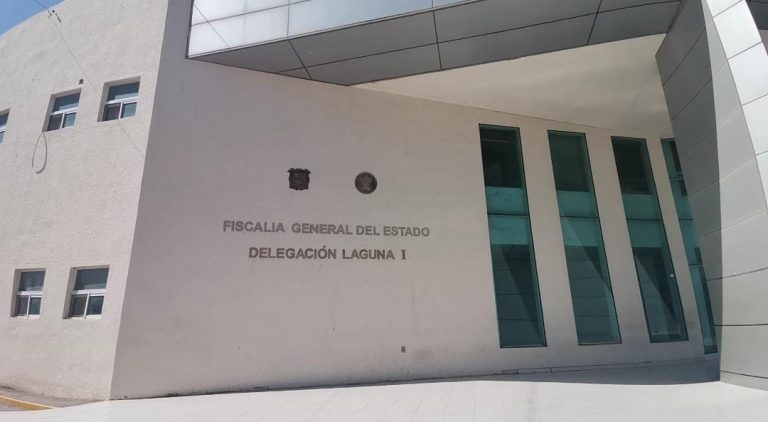 FISCALIA GENERAL DEL ESTADO
DELEGACIÓN LAGUNA I